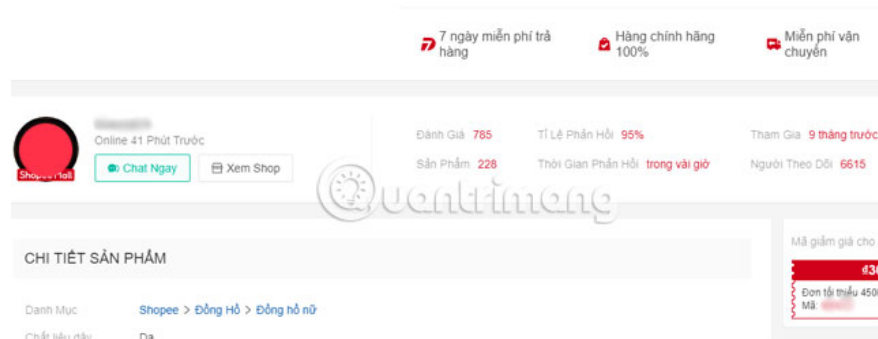 7 ngày miễn phí trả
hàng
Hàng chính hãng
100%
Miễn phí vận
chuyển
Online 41 Phút Trước
Chat Ngay
Xem Shop
Đánh Giá 785
Tỉ Lệ Phản Hồi 95%
Tham Gia 9 tháng trước
Sản Phẩm 228
Thời Gian Phản Hồi trong vài giờ
Người Theo Dõi 6615
Quantrimang
CHI TIẾT SẢN PHẨM
Mã giảm giá cho
Đơn tối thiểu
Mã:
Danh Mục
Shopee > Đồng Hồ > Đồng hồ nữ
Chất liệu dây
Da